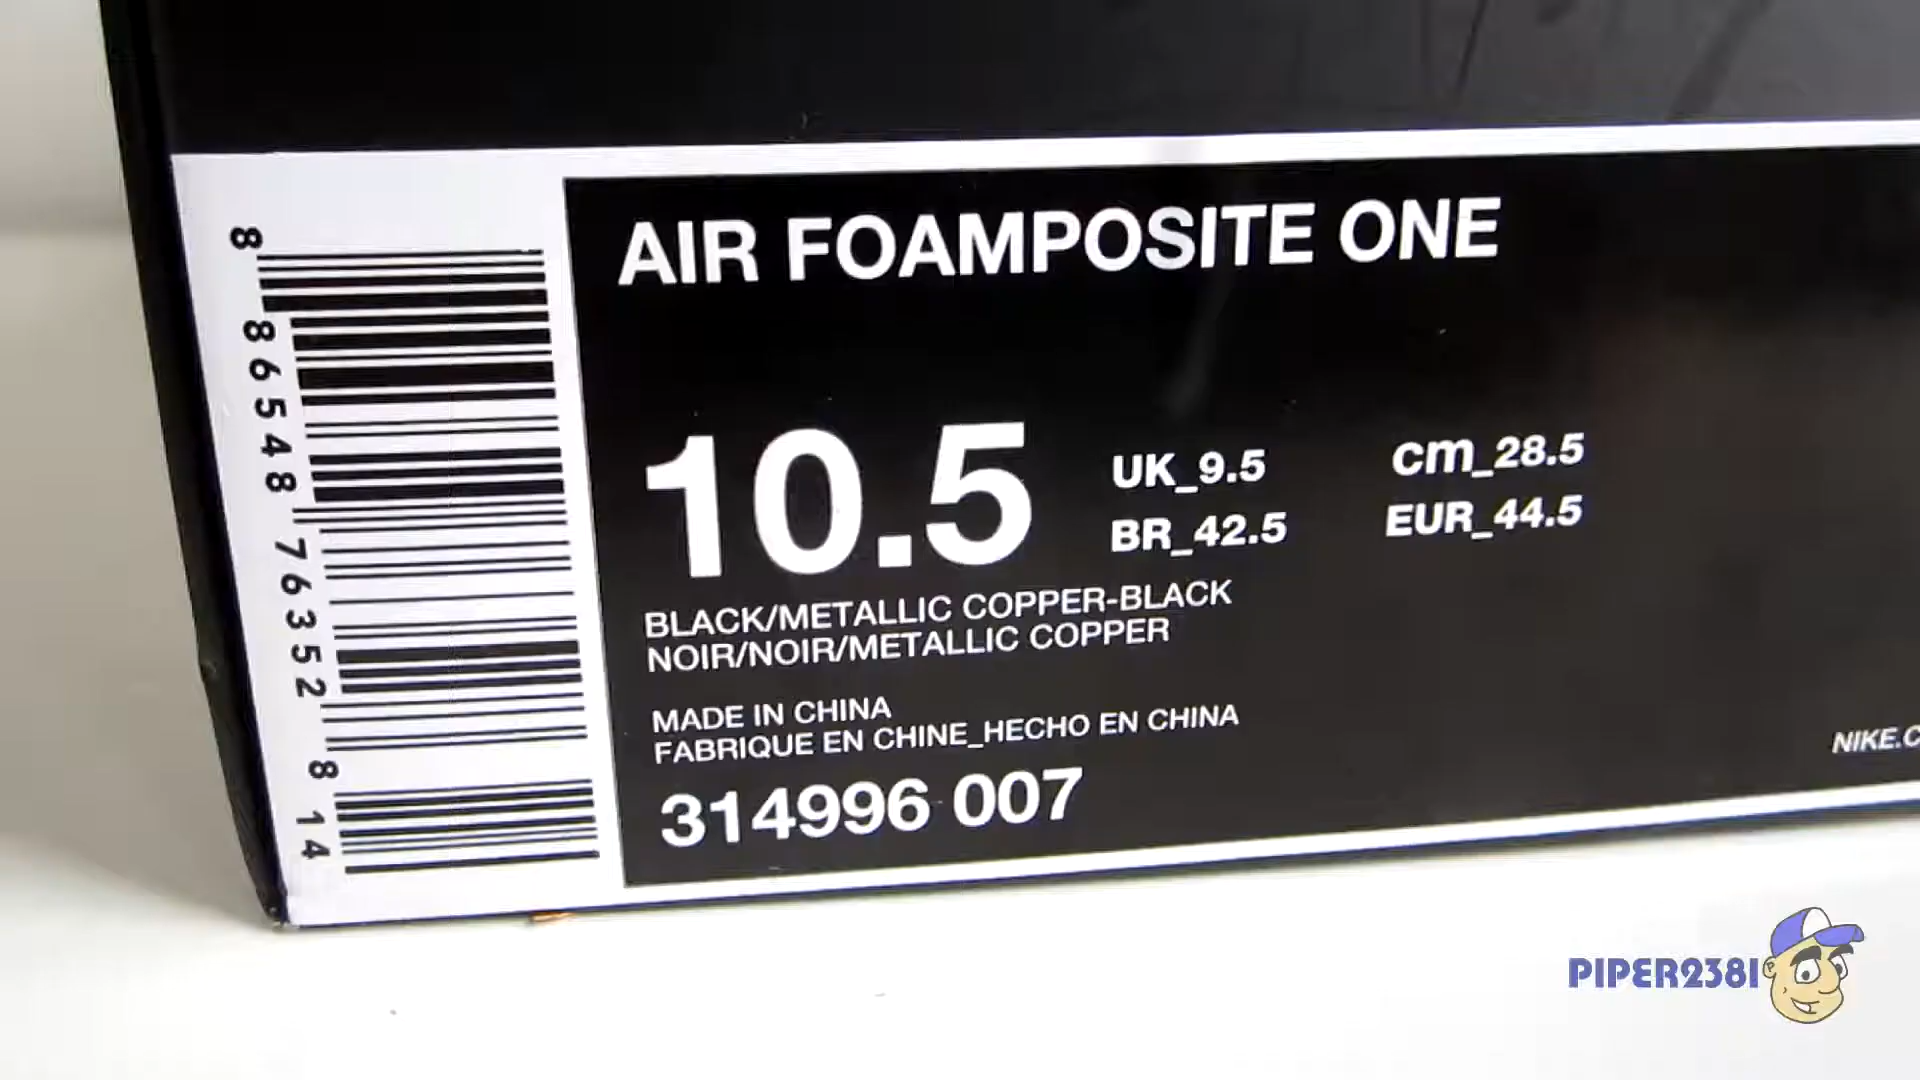 8 86548 76352 8 14
AIR FOAMPOSITE ONE
10.5
UK_9.5 cm_28.5
BR_42.5 EUR_44.5
BLACK/METALLIC COPPER-BLACK
NOIR/NOIR/METALLIC COPPER
MADE IN CHINA
FABRIQUE EN CHINE_HECHO EN CHINA
314996 007
NIKE.C
PIPER2381